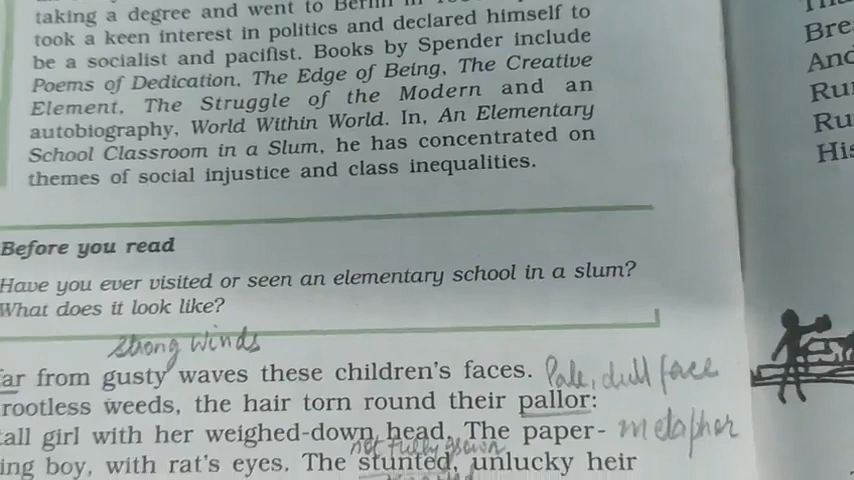 taking a degree and went to Berlin in
took a keen interest in politics and declared himself to
be a socialist and pacifist. Books by Spender include
Poems of Dedication, The Edge of Being, The Creative
Element, The Struggle of the Modern and an
autobiography, World Within World. In, An Elementary
School Classroom in a Slum, he has concentrated on
themes of social injustice and class inequalities.
Before you read
Have you ever visited or seen an elementary school in a slum?
What does it look like?
strong winds
far from gusty waves these children's faces. Pale, dull face
rootless weeds, the hair torn round their pallor:
tall girl with her weighed-down head. The paper- metaphor
not fully grown
ing boy, with rat's eyes. The stunted, unlucky heir
Bre
And
Ru
Ru
His